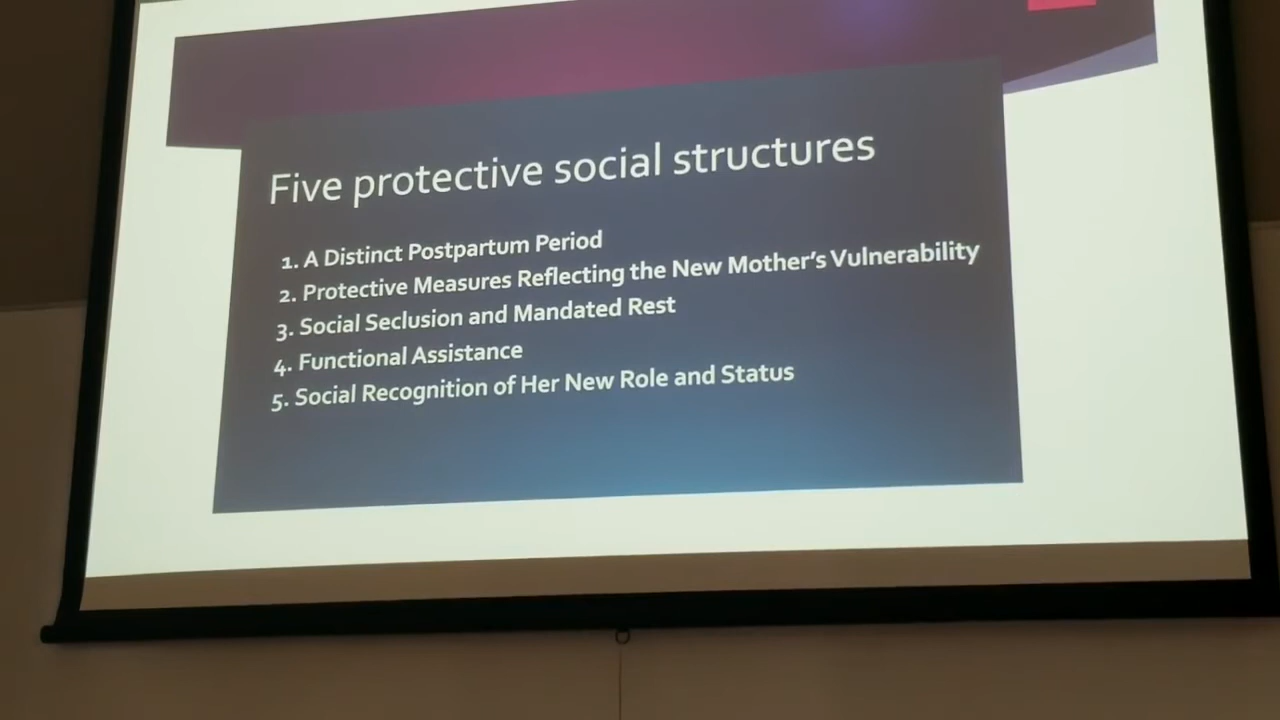 Five protective social structures
1. A Distinct Postpartum Period
2. Protective Measures Reflecting the New Mother's Vulnerability
3. Social Seclusion and Mandated Rest
4. Functional Assistance
5. Social Recognition of Her New Role and Status